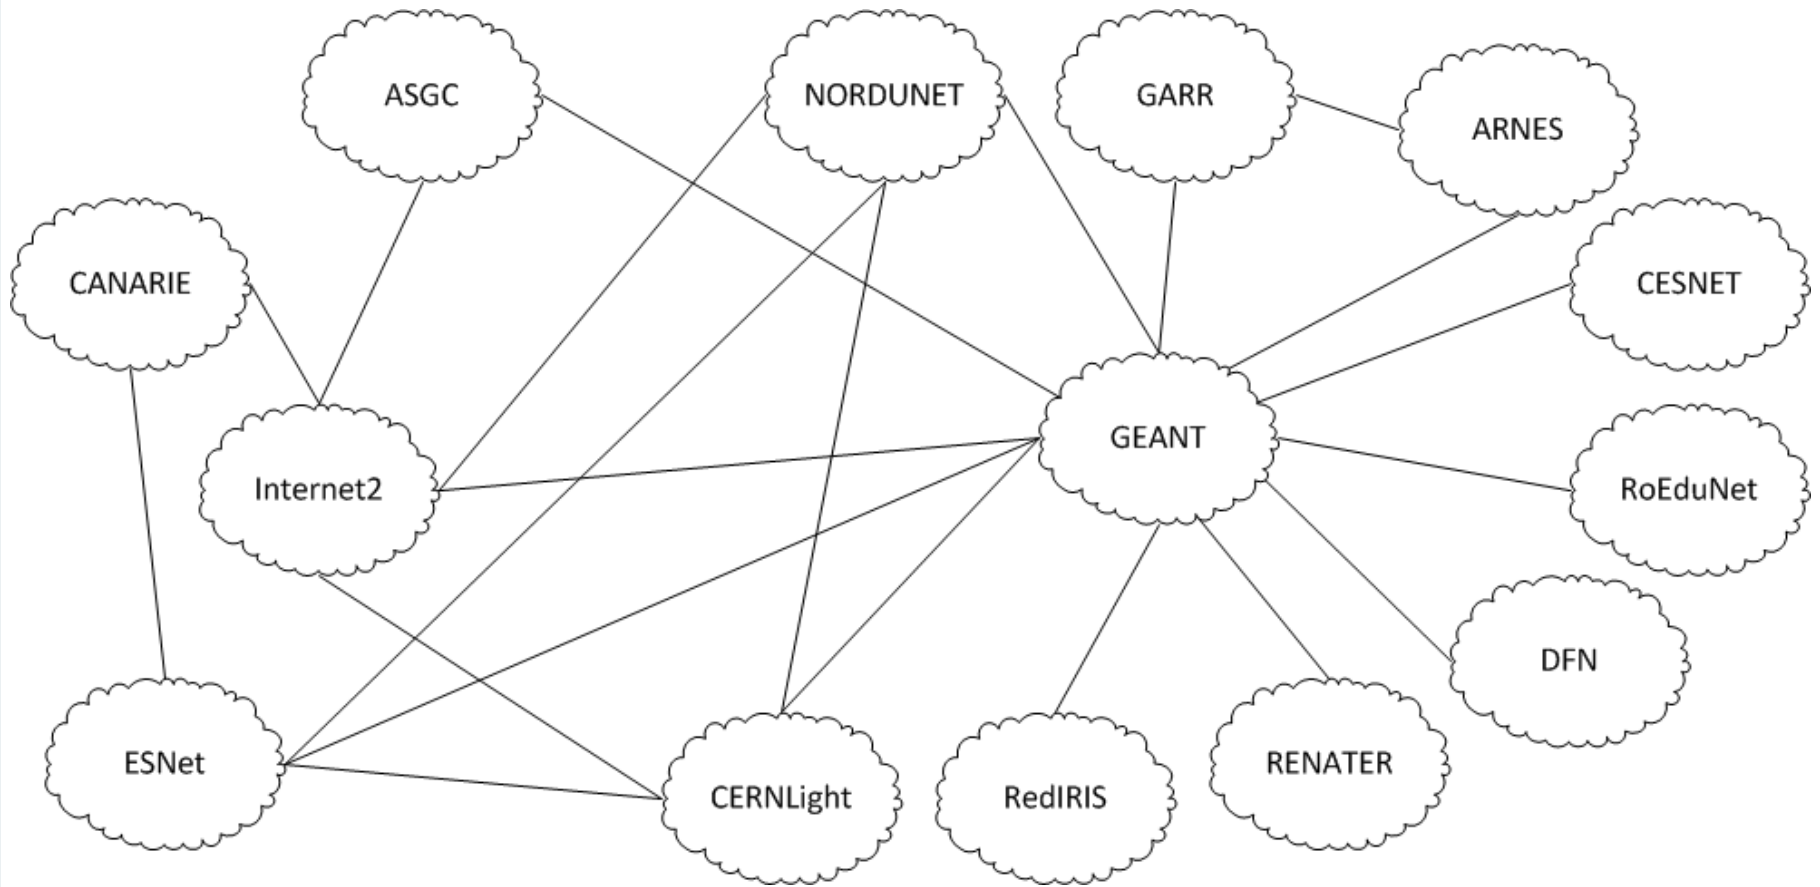 ASGC
NORDUNET
GARR
ARNES
CANARIE
CESNET
GEANT
Internet2
RoEduNet
DFN
ESNet
CERNLight
RedIRIS
RENATER